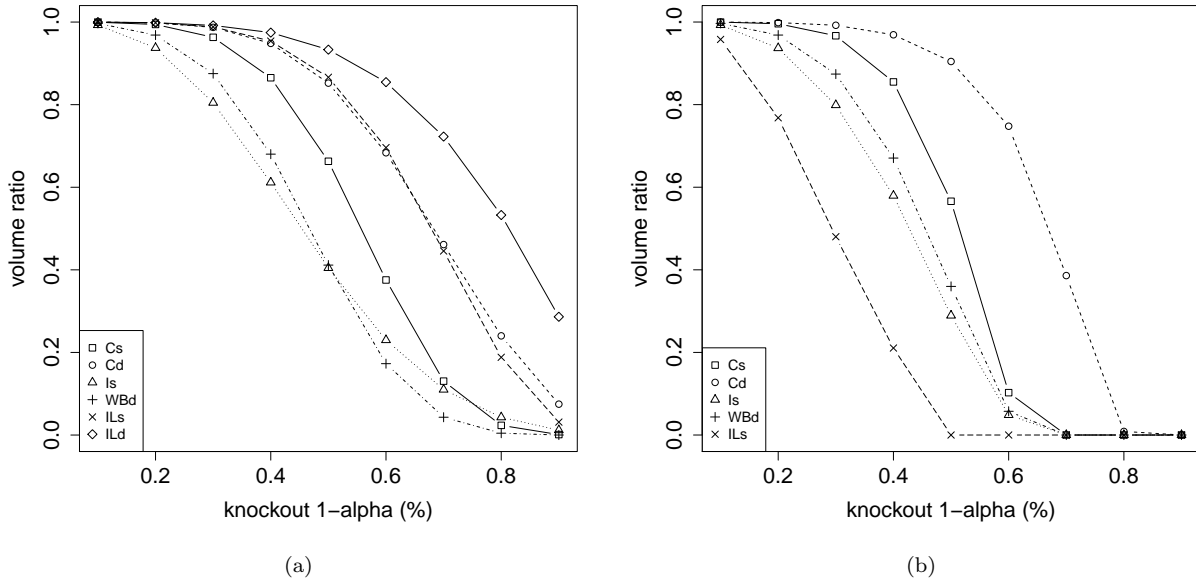 1.0
0.8
0.6
0.4
0.2
0.0
volume ratio
Cs
Cd
Is
WBd
ILs
ILd
0.2
0.4
0.6
0.8
knockout 1−alpha (%)
(a)
1.0
0.8
0.6
0.4
0.2
0.0
volume ratio
Cs
Cd
Is
WBd
ILs
0.2
0.4
0.6
0.8
knockout 1−alpha (%)
(b)